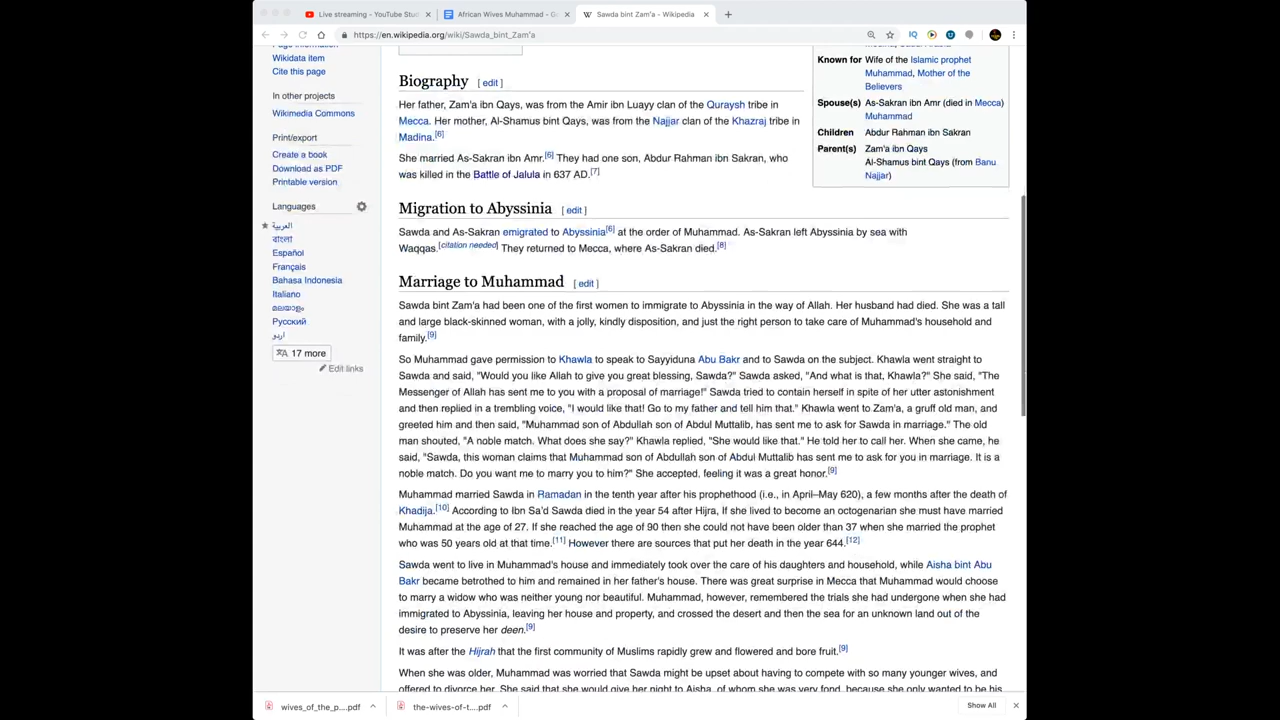 Live streaming - YouTube Stud
African Wives Muhammad - G
Sawda bint Zamʿa - Wikipedia
https://en.wikipedia.org/wiki/Sawda_bint_Zamʿa
Wikidata item
Cite this page
In other projects
Wikimedia Commons
Print/export
Create a book
Download as PDF
Printable version
Languages
العربية
বাংলা
Español
Français
Bahasa Indonesia
Italiano
മലയാളം
Русский
اردو
17 more
Edit links
Biography [ edit ]
Her father, Zam'a ibn Qays, was from the Amir ibn Luayy clan of the Quraysh tribe in
Mecca. Her mother, Al-Shamus bint Qays, was from the Najjar clan of the Khazraj tribe in
Madina.[6]
She married As-Sakran ibn Amr.[6] They had one son, Abdur Rahman ibn Sakran, who
was killed in the Battle of Jalula in 637 AD.[7]
Known for Wife of the Islamic prophet
Muhammad, Mother of the
Believers
Spouse(s) As-Sakran ibn Amr (died in Mecca)
Muhammad
Children Abdur Rahman ibn Sakran
Parent(s) Zam'a ibn Qays
Al-Shamus bint Qays (from Banu
Najjar)
Migration to Abyssinia [ edit ]
Sawda and As-Sakran emigrated to Abyssinia[6] at the order of Muhammad. As-Sakran left Abyssinia by sea with
Waqqas.[citation needed] They returned to Mecca, where As-Sakran died.[8]
Marriage to Muhammad [ edit ]
Sawda bint Zam'a had been one of the first women to immigrate to Abyssinia in the way of Allah. Her husband had died. She was a tall
and large black-skinned woman, with a jolly, kindly disposition, and just the right person to take care of Muhammad's household and
family.[9]
So Muhammad gave permission to Khawla to speak to Sayyiduna Abu Bakr and to Sawda on the subject. Khawla went straight to
Sawda and said, "Would you like Allah to give you great blessing, Sawda?" Sawda asked, "And what is that, Khawla?" She said, "The
Messenger of Allah has sent me to you with a proposal of marriage!" Sawda tried to contain herself in spite of her utter astonishment
and then replied in a trembling voice, "I would like that! Go to my father and tell him that." Khawla went to Zam'a, a gruff old man, and
greeted him and then said, "Muhammad son of Abdullah son of Abdul Muttalib, has sent me to ask for Sawda in marriage." The old
man shouted, "A noble match. What does she say?" Khawla replied, "She would like that." He told her to call her. When she came, he
said, "Sawda, this woman claims that Muhammad son of Abdullah son of Abdul Muttalib has sent me to ask for you in marriage. It is a
noble match. Do you want me to marry you to him?" She accepted, feeling it was a great honor.[9]
Muhammad married Sawda in Ramadan in the tenth year after his prophethood (i.e., in April–May 620), a few months after the death of
Khadija.[10] According to Ibn Sa'd Sawda died in the year 54 after Hijra, If she lived to become an octogenarian she must have married
Muhammad at the age of 27. If she reached the age of 90 then she could not have been older than 37 when she married the prophet
who was 50 years old at that time.[11] However there are sources that put her death in the year 644.[12]
Sawda went to live in Muhammad's house and immediately took over the care of his daughters and household, while Aisha bint Abu
Bakr became betrothed to him and remained in her father's house. There was great surprise in Mecca that Muhammad would choose
to marry a widow who was neither young nor beautiful. Muhammad, however, remembered the trials she had undergone when she had
immigrated to Abyssinia, leaving her house and property, and crossed the desert and then the sea for an unknown land out of the
desire to preserve her deen.[9]
It was after the Hijrah that the first community of Muslims rapidly grew and flowered and bore fruit.[9]
When she was older, Muhammad was worried that Sawda might be upset about having to compete with so many younger wives, and
offered to divorce her. She said that she would give her night to Aisha, of whom she was very fond, because she only wanted to be his
wives_of_the_p....pdf
the-wives-of-t....pdf
Show All